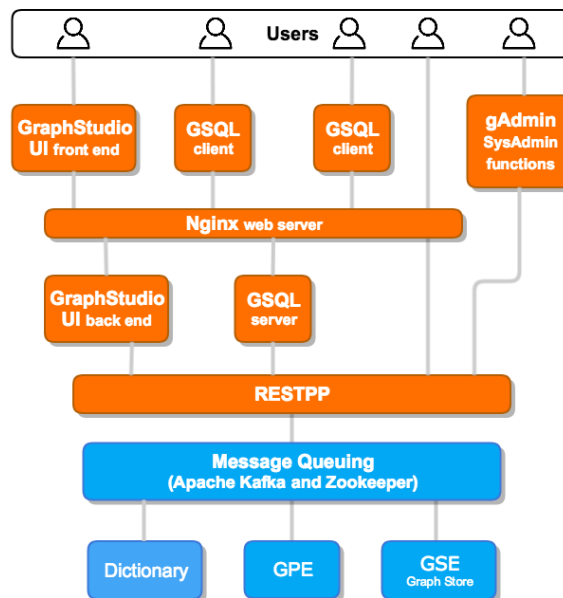 Users
GraphStudio
UI front end
GSQL
client
GSQL
client
gAdmin
SysAdmin
functions
Nginx web server
GraphStudio
UI back end
GSQL
server
RESTPP
Message Queuing
(Apache Kafka and Zookeeper)
Dictionary
GPE
GSE
Graph Store